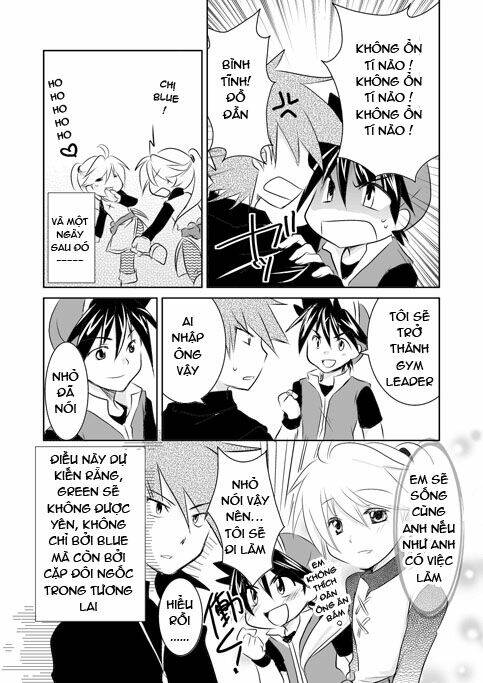 KHÔNG ỔN
TÍ NÀO!
KHÔNG ỔN
TÍ NÀO!
KHÔNG ỔN
TÍ NÀO!
BÌNH
TĨNH!
ĐỒ
ĐẦN
CHỊ
BLUE
!
HO
HO
HO
HO
HO
VÀ MỘT
NGÀY
SAU ĐÓ
-----
TÔI SẼ
TRỞ
THÀNH
GYM
LEADER
AI
NHẬP
ÔNG
VẬY
NHỎ
ĐÃ
NÓI
EM SẼ
SỐNG
CÙNG
ANH NẾU
NHƯ ANH
CÓ VIỆC
LÀM
NHỎ
NÓI VẬY
NÊN...
TÔI SẼ
ĐI LÀM
EM
KHÔNG
THÍCH
ĐÀN
ÔNG ĂN
BÁM
働
く
HIỂU
RỒI
......
ĐIỀU NÀY DỰ
KIẾN RẰNG,
GREEN SẼ
KHÔNG ĐƯỢC
YÊN, KHÔNG
CHỈ BỞI BLUE
MÀ CÒN BỞI
CẶP ĐÔI NGỐC
TRONG TƯƠNG
LAI